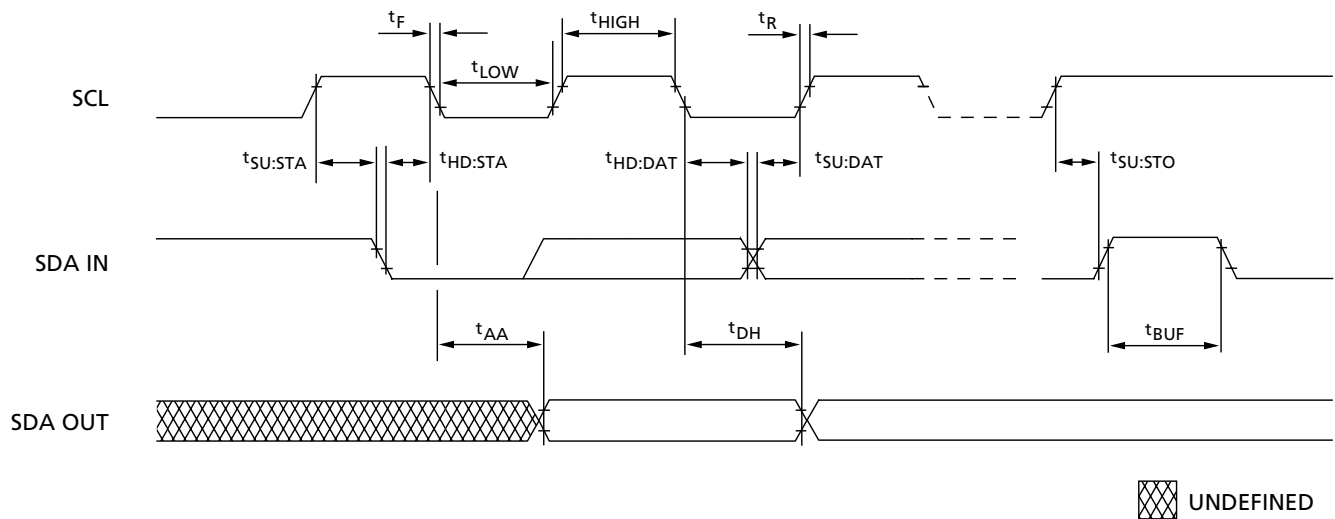 tF
tHIGH
tR
tLOW
SCL
tSU:STA
tHD:STA
tHD:DAT
tSU:DAT
tSU:STO
SDA IN
tAA
tDH
tBUF
SDA OUT
UNDEFINED